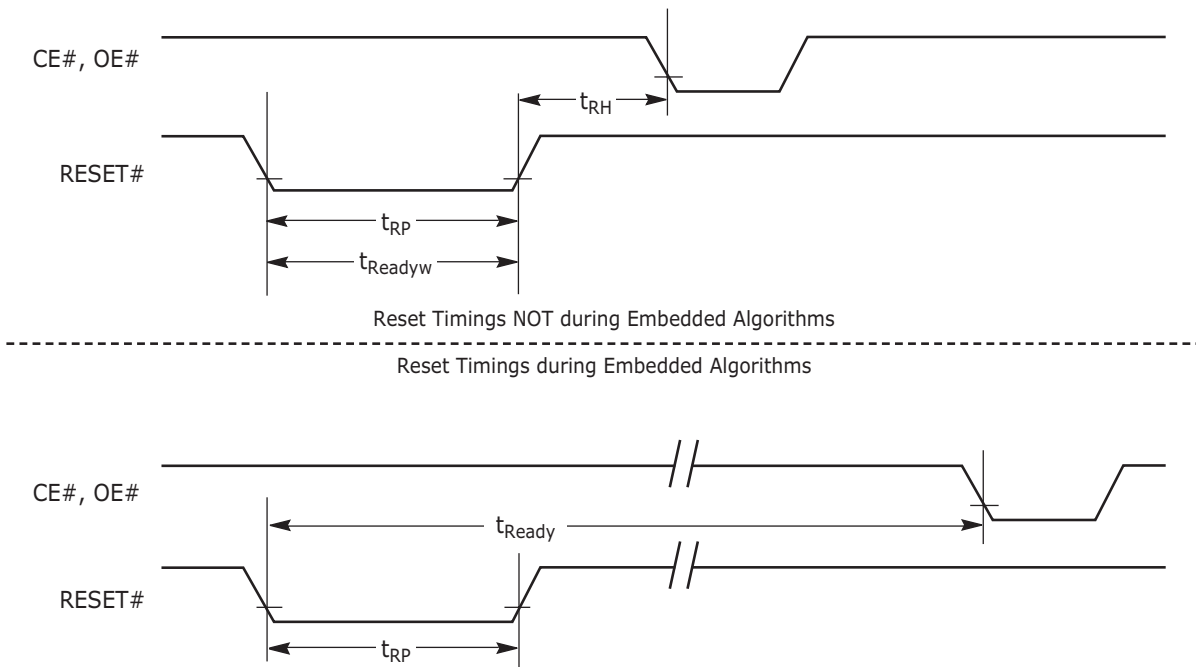 CE#, OE#
tRH
RESET#
tRP
tReadyw
Reset Timings NOT during Embedded Algorithms
Reset Timings during Embedded Algorithms
CE#, OE#
tReady
RESET#
tRP